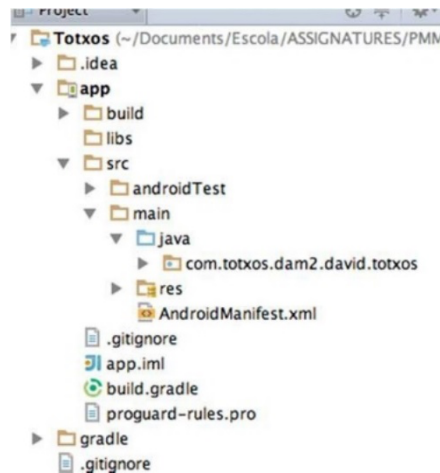 Project
Totxos (~/Documents/Escola/ASSIGNATURES/PMM
.idea
app
build
libs
src
androidTest
main
java
com.totxos.dam2.david.totxos
res
AndroidManifest.xml
.gitignore
app.iml
build.gradle
proguard-rules.pro
gradle
.gitignore